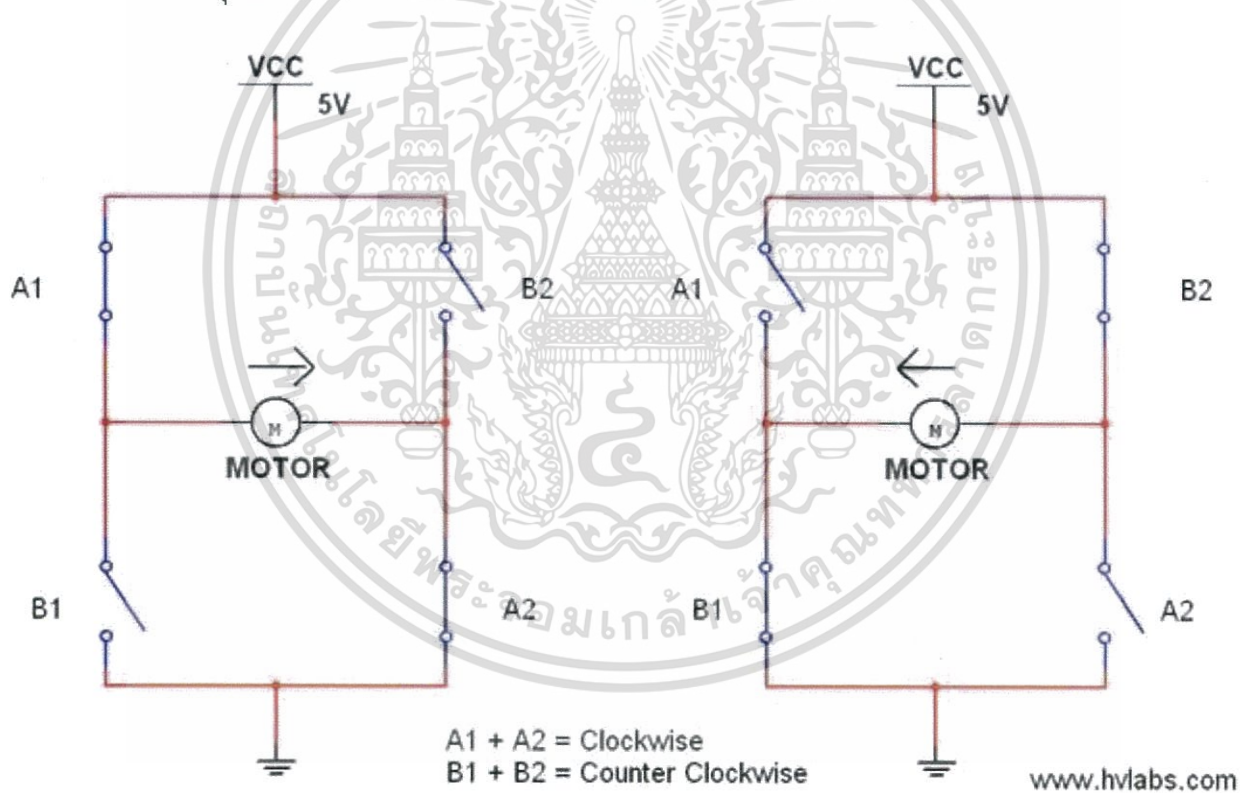 VCC
5V
A1
B2
MOTOR
B1
A2
VCC
5V
A1
B2
MOTOR
B1
A2
A1 + A2 = Clockwise
B1 + B2 = Counter Clockwise
www.hvlabs.com
M
M